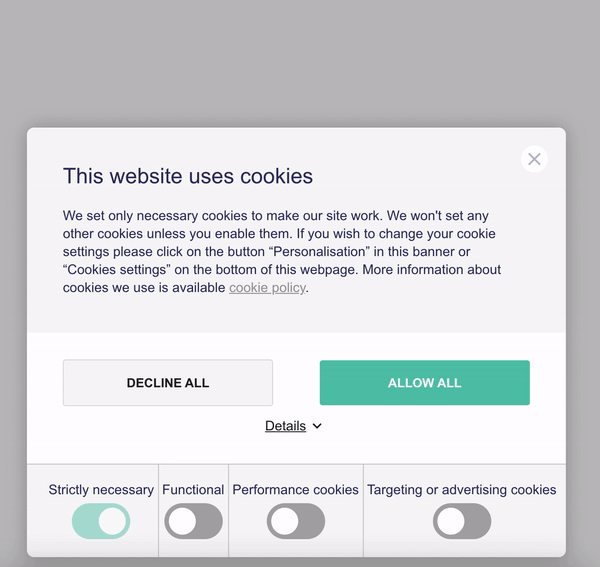 This website uses cookies
We set only necessary cookies to make our site work. We won't set any
other cookies unless you enable them. If you wish to change your cookie
settings please click on the button “Personalisation” in this banner or
“Cookies settings” on the bottom of this webpage. More information about
cookies we use is available cookie policy.
DECLINE ALL
ALLOW ALL
Details
Strictly necessary
Functional
Performance cookies
Targeting or advertising cookies